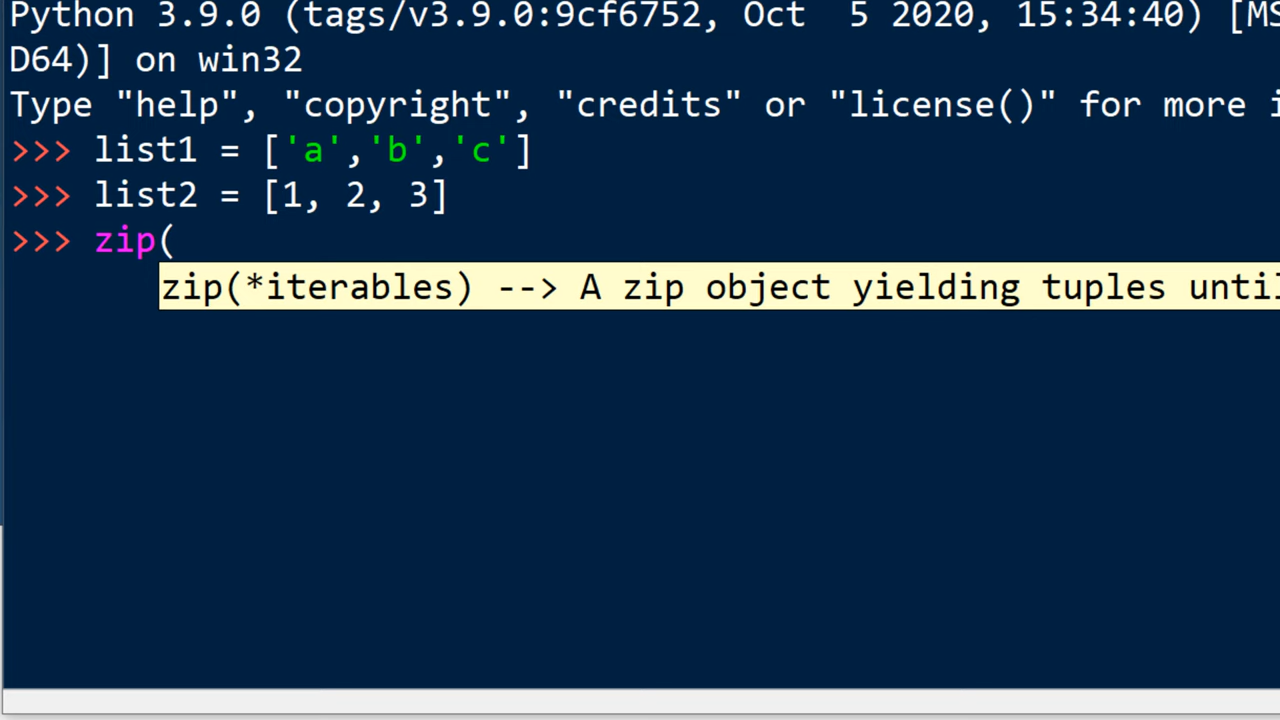 Python 3.9.0 (tags/v3.9.0:9cf6752, Oct  5 2020, 15:34:40) [MS
D64)] on win32
Type "help", "copyright", "credits" or "license()" for more i
>>> list1 = ['a','b','c']
>>> list2 = [1, 2, 3]
>>> zip(
zip(*iterables) --> A zip object yielding tuples until